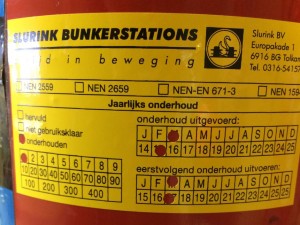 SLURINK BUNKERSTATIONS
Slurink BV
Europakade 1
6916 BG Tolkam
Tel. 0316-5415
d in beweging
NEN 2559
NEN 2659
NEN-EN 671-3
NEN 159
Jaarlijks onderhoud
hervuld
niet gebruiksklaar
onderhouden
onderhoud uitgevoerd:
J F A M J J A S O N D
14 16 17 18 19 20 21 22 23 24 25
2 3 4 5 6 7 8 9
10 20 30 40 50 60 70 80 90
100 200 300 400
eerstvolgend onderhoud uitvoeren:
J F A M J J A S O N D
15 16 18 19 20 21 22 23 24 25